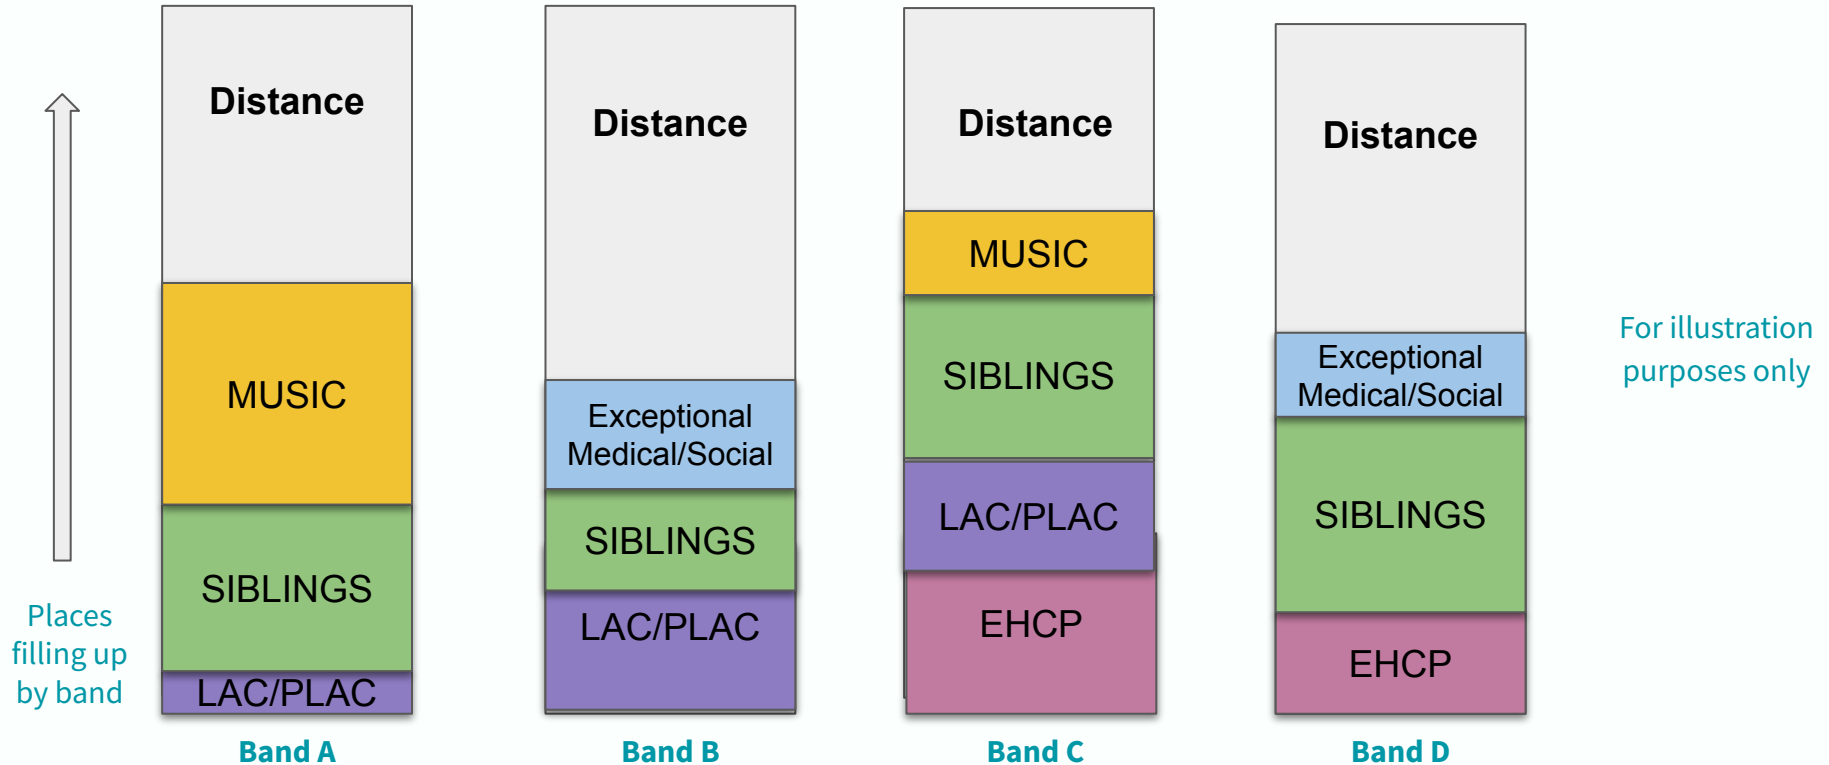 Distance
MUSIC
SIBLINGS
LAC/PLAC
Band A
Distance
Exceptional
Medical/Social
SIBLINGS
LAC/PLAC
Band B
Distance
MUSIC
SIBLINGS
LAC/PLAC
EHCP
Band C
Distance
Exceptional
Medical/Social
SIBLINGS
EHCP
Band D
Places
filling up
by band
For illustration
purposes only